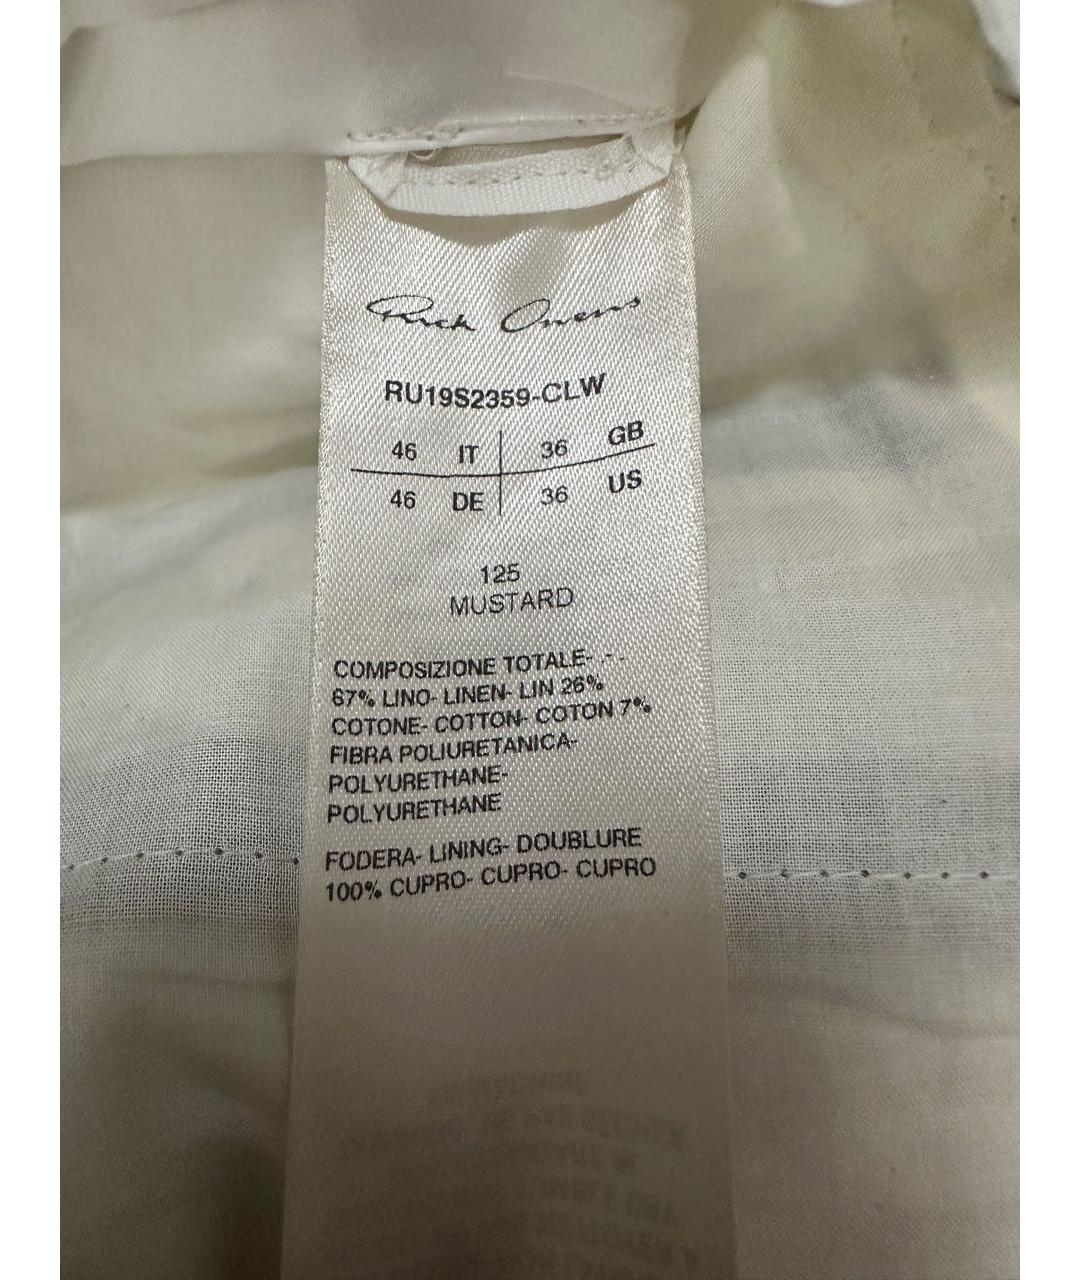 Rick Owens
RU19S2359-CLW
46 IT 36 GB
46 DE 36 US
125
MUSTARD
COMPOSIZIONE TOTALE- .- .
67% LINO- LINEN- LIN 26%
COTONE- COTTON- COTON 7%
FIBRA POLIURETANICA-
POLYURETHANE-
POLYURETHANE
FODERA- LINING- DOUBLURE
100% CUPRO- CUPRO- CUPRO